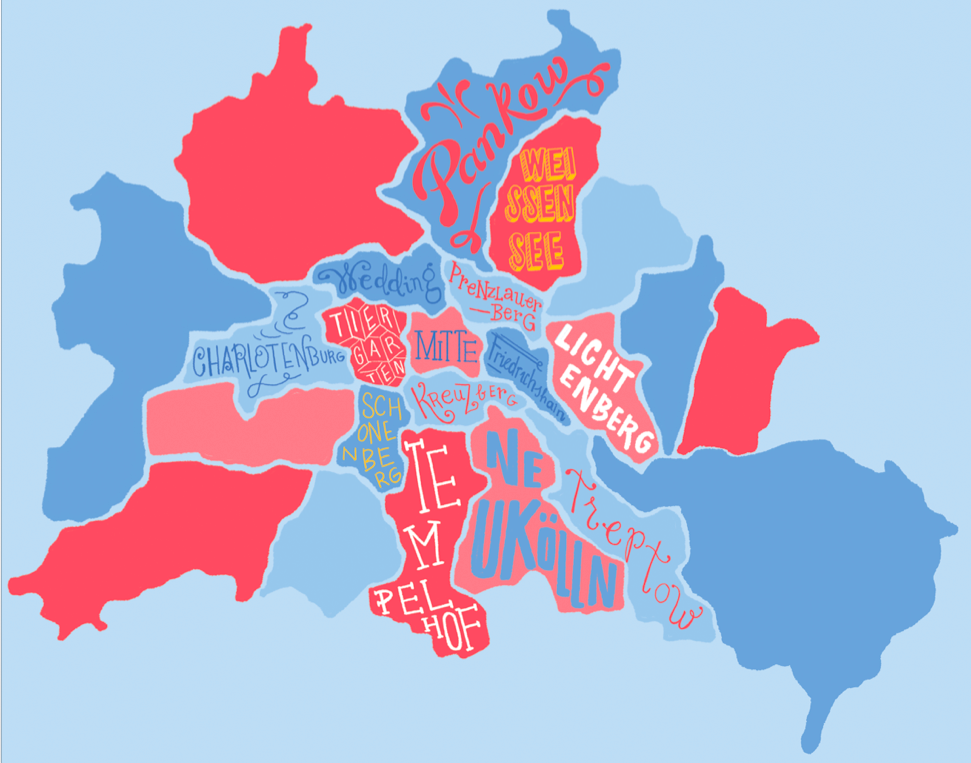 Pankow
WEI
SSEN
SEE
Wedding
PRENZLAUER
BERG
CHARLOTENBURG
TIER
GAR
TEN
MITTE
Friedrichshain
LICHT
ENBERG
KREUZBERG
SCH
ONE
NBE
RG
TE
M
PEL
HOF
NE
UKÖLLN
Treptow